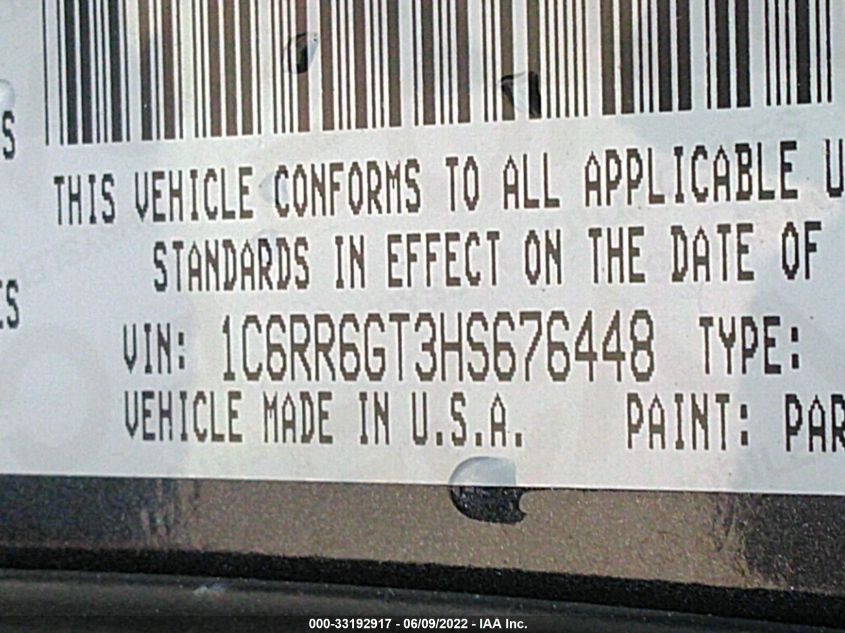 S
THIS VEHICLE CONFORMS TO ALL APPLICABLE U
STANDARDS IN EFFECT ON THE DATE OF
ES
VIN: 1C6RR6GT3HS676448 TYPE:
VEHICLE MADE IN U.S.A. PAINT: PAR
000-33192917 - 06/09/2022 - IAA Inc.